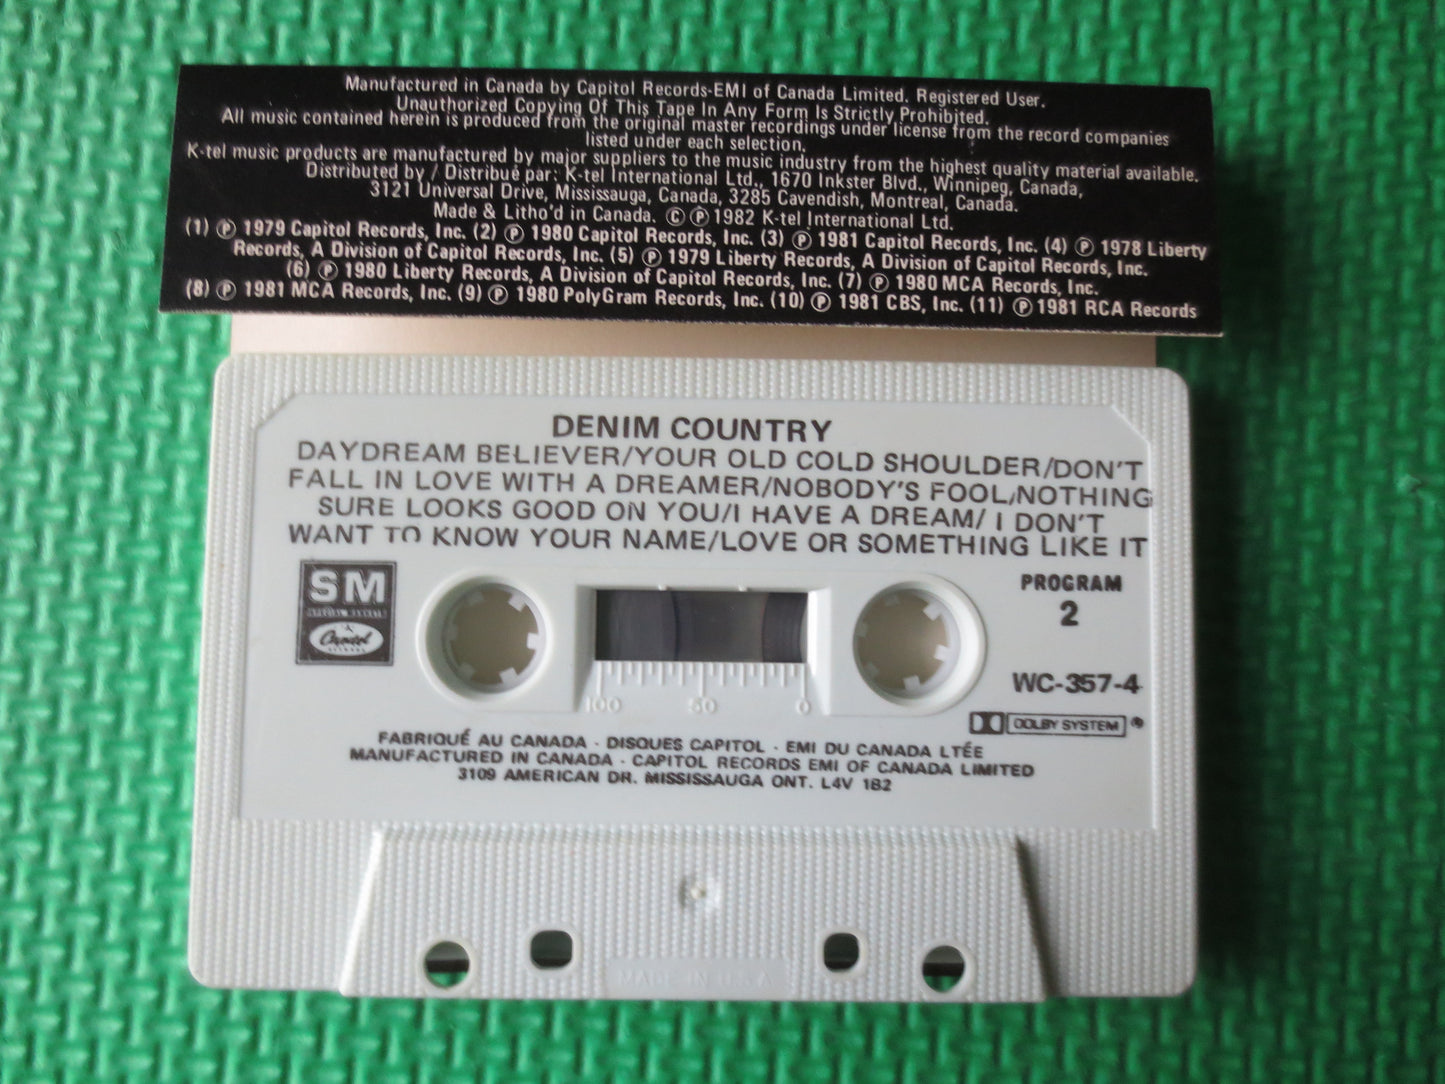 Manufactured in Canada by Capitol Records-EMI of Canada Limited. Registered User.
Unauthorized Copying Of This Tape In Any Form Is Strictly Prohibited.
All music contained herein is produced from the original master recordings under license from the record companies
listed under each selection.
K-tel music products are manufactured by major suppliers to the music industry from the highest quality material available.
Distributed by / Distribué par: K-tel International Ltd., 1670 Inkster Blvd., Winnipeg, Canada,
3121 Universal Drive, Mississauga, Canada, 3285 Cavendish, Montreal, Canada.
Made & Litho'd in Canada. © ℗ 1982 K-tel International Ltd.
(1) ℗ 1979 Capitol Records, Inc. (2) ℗ 1980 Capitol Records, Inc. (3) ℗ 1981 Capitol Records, Inc. (4) ℗ 1978 Liberty
Records, A Division of Capitol Records, Inc. (5) ℗ 1979 Liberty Records, A Division of Capitol Records, Inc.
(6) ℗ 1980 Liberty Records, A Division of Capitol Records, Inc. (7) ℗ 1980 MCA Records, Inc.
(8) ℗ 1981 MCA Records, Inc. (9) ℗ 1980 PolyGram Records, Inc. (10) ℗ 1981 CBS, Inc. (11) ℗ 1981 RCA Records
DENIM COUNTRY
DAYDREAM BELIEVER/YOUR OLD COLD SHOULDER/DON'T
FALL IN LOVE WITH A DREAMER/NOBODY'S FOOL/NOTHING
SURE LOOKS GOOD ON YOU/I HAVE A DREAM/ I DON'T
WANT TO KNOW YOUR NAME/LOVE OR SOMETHING LIKE IT
SM
SPECIAL MARKETS
Capitol
RECORDS
PROGRAM
2
WC-357-4
100 50 0
DOLBY SYSTEM ®
FABRIQUÉ AU CANADA · DISQUES CAPITOL · EMI DU CANADA LTÉE
MANUFACTURED IN CANADA · CAPITOL RECORDS EMI OF CANADA LIMITED
3109 AMERICAN DR. MISSISSAUGA ONT. L4V 1B2
MADE IN U.S.A